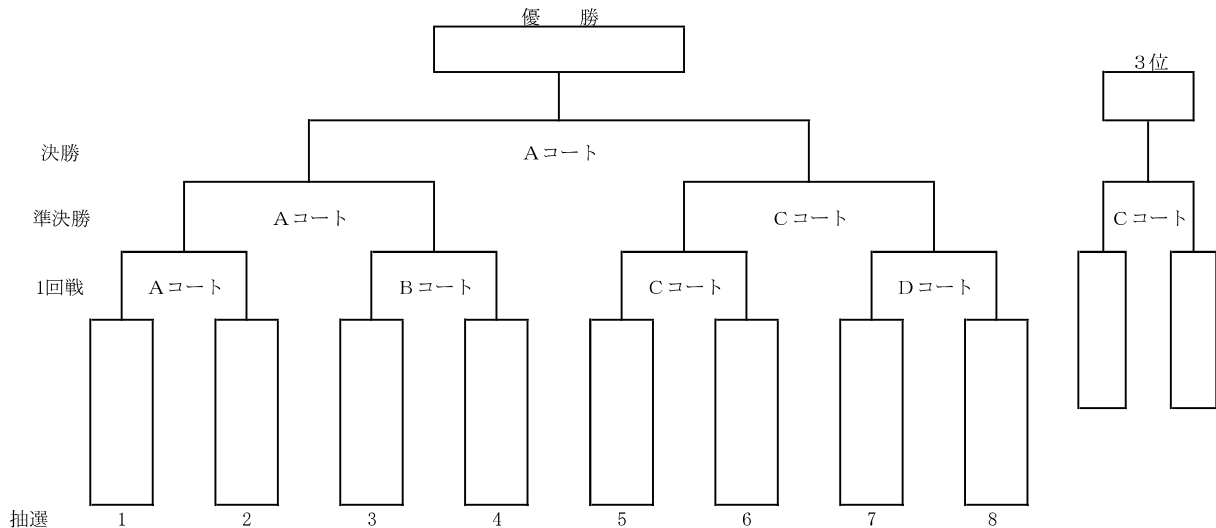 優　　勝
３位
決勝 Aコート
準決勝 Aコート Cコート Cコート
1回戦 Aコート Bコート Cコート Dコート
抽選 1 2 3 4 5 6 7 8